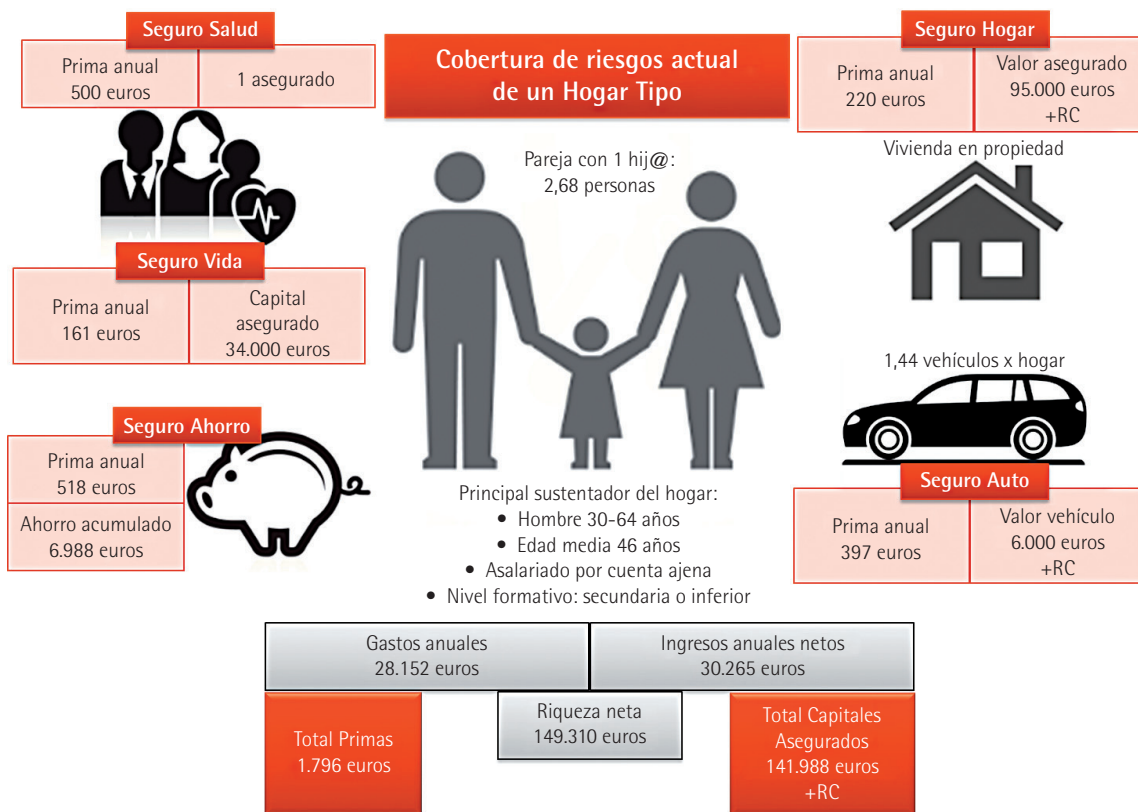 Seguro Salud
Prima anual
500 euros
1 asegurado
Cobertura de riesgos actual
de un Hogar Tipo
Seguro Hogar
Prima anual
220 euros
Valor asegurado
95.000 euros
+RC
Pareja con 1 hij@:
2,68 personas
Vivienda en propiedad
Seguro Vida
Prima anual
161 euros
Capital
asegurado
34.000 euros
1,44 vehículos x hogar
Seguro Ahorro
Prima anual
518 euros
Ahorro acumulado
6.988 euros
Seguro Auto
Prima anual
397 euros
Valor vehículo
6.000 euros
+RC
Principal sustentador del hogar:
• Hombre 30-64 años
• Edad media 46 años
• Asalariado por cuenta ajena
• Nivel formativo: secundaria o inferior
Gastos anuales
28.152 euros
Ingresos anuales netos
30.265 euros
Total Primas
1.796 euros
Riqueza neta
149.310 euros
Total Capitales
Asegurados
141.988 euros
+RC